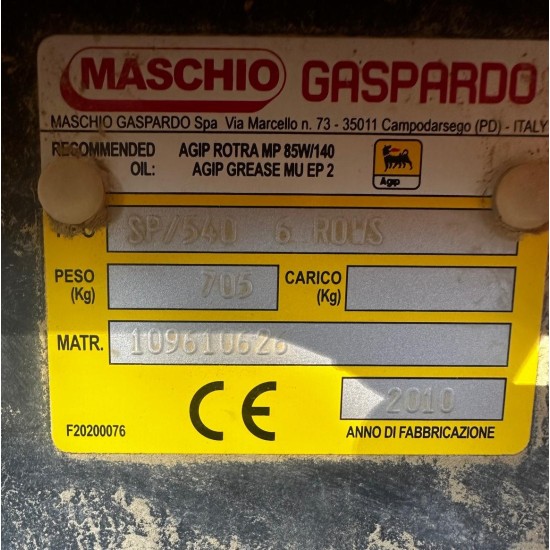 MASCHIO GASPARDO
MASCHIO GASPARDO Spa Via Marcello n. 73 - 35011 Campodarsego (PD) - ITALY
RECOMMENDED AGIP ROTRA MP 85W/140
OIL: AGIP GREASE MU EP 2
Agip
SP/540 6 ROWS
PESO (Kg) 705 CARICO (Kg)
MATR. 109610628
CE 2010
F20200076 ANNO DI FABBRICAZIONE